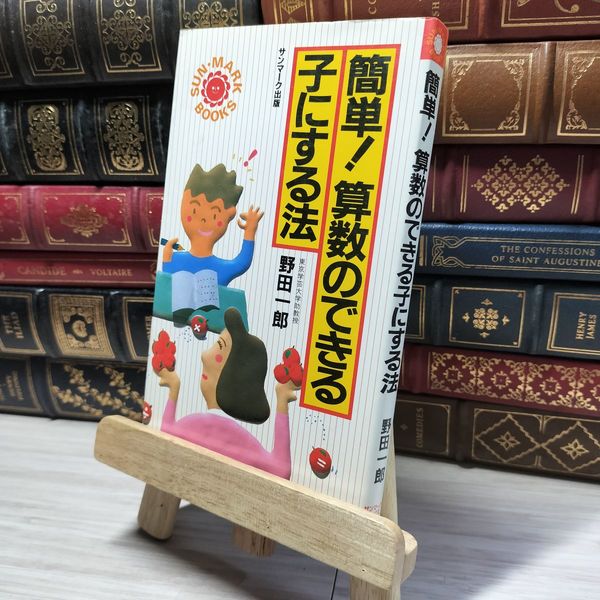 SUN·MARK
BOOKS
サンマーク出版
簡単！算数のできる
子にする法
東京学芸大学助教授
野田一郎
簡単！算数のできる子にする法
野田一郎
CANDIDE VOLTAIRE
THE CONFESSIONS
OF SAINT AUGUSTINE
HENRY
JAMES
COMEDIES